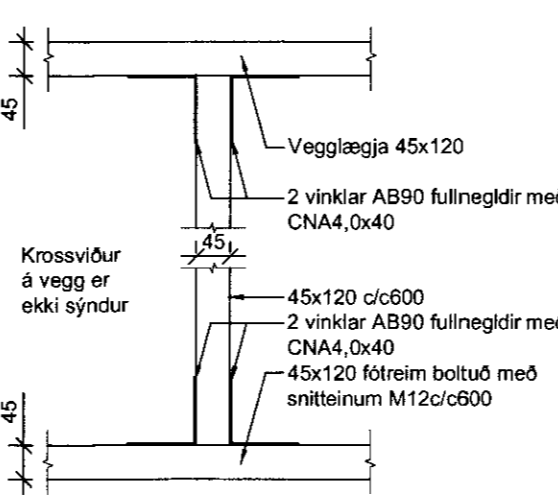 45
Vegglægja 45x120
2 vinklar AB90 fullnegldir með
CNA4,0x40
45
Krossviður
á vegg er
ekki sýndur
45x120 c/c600
2 vinklar AB90 fullnegldir með
CNA4,0x40
45x120 fótreim boltuð með
snitteinum M12c/c600
45